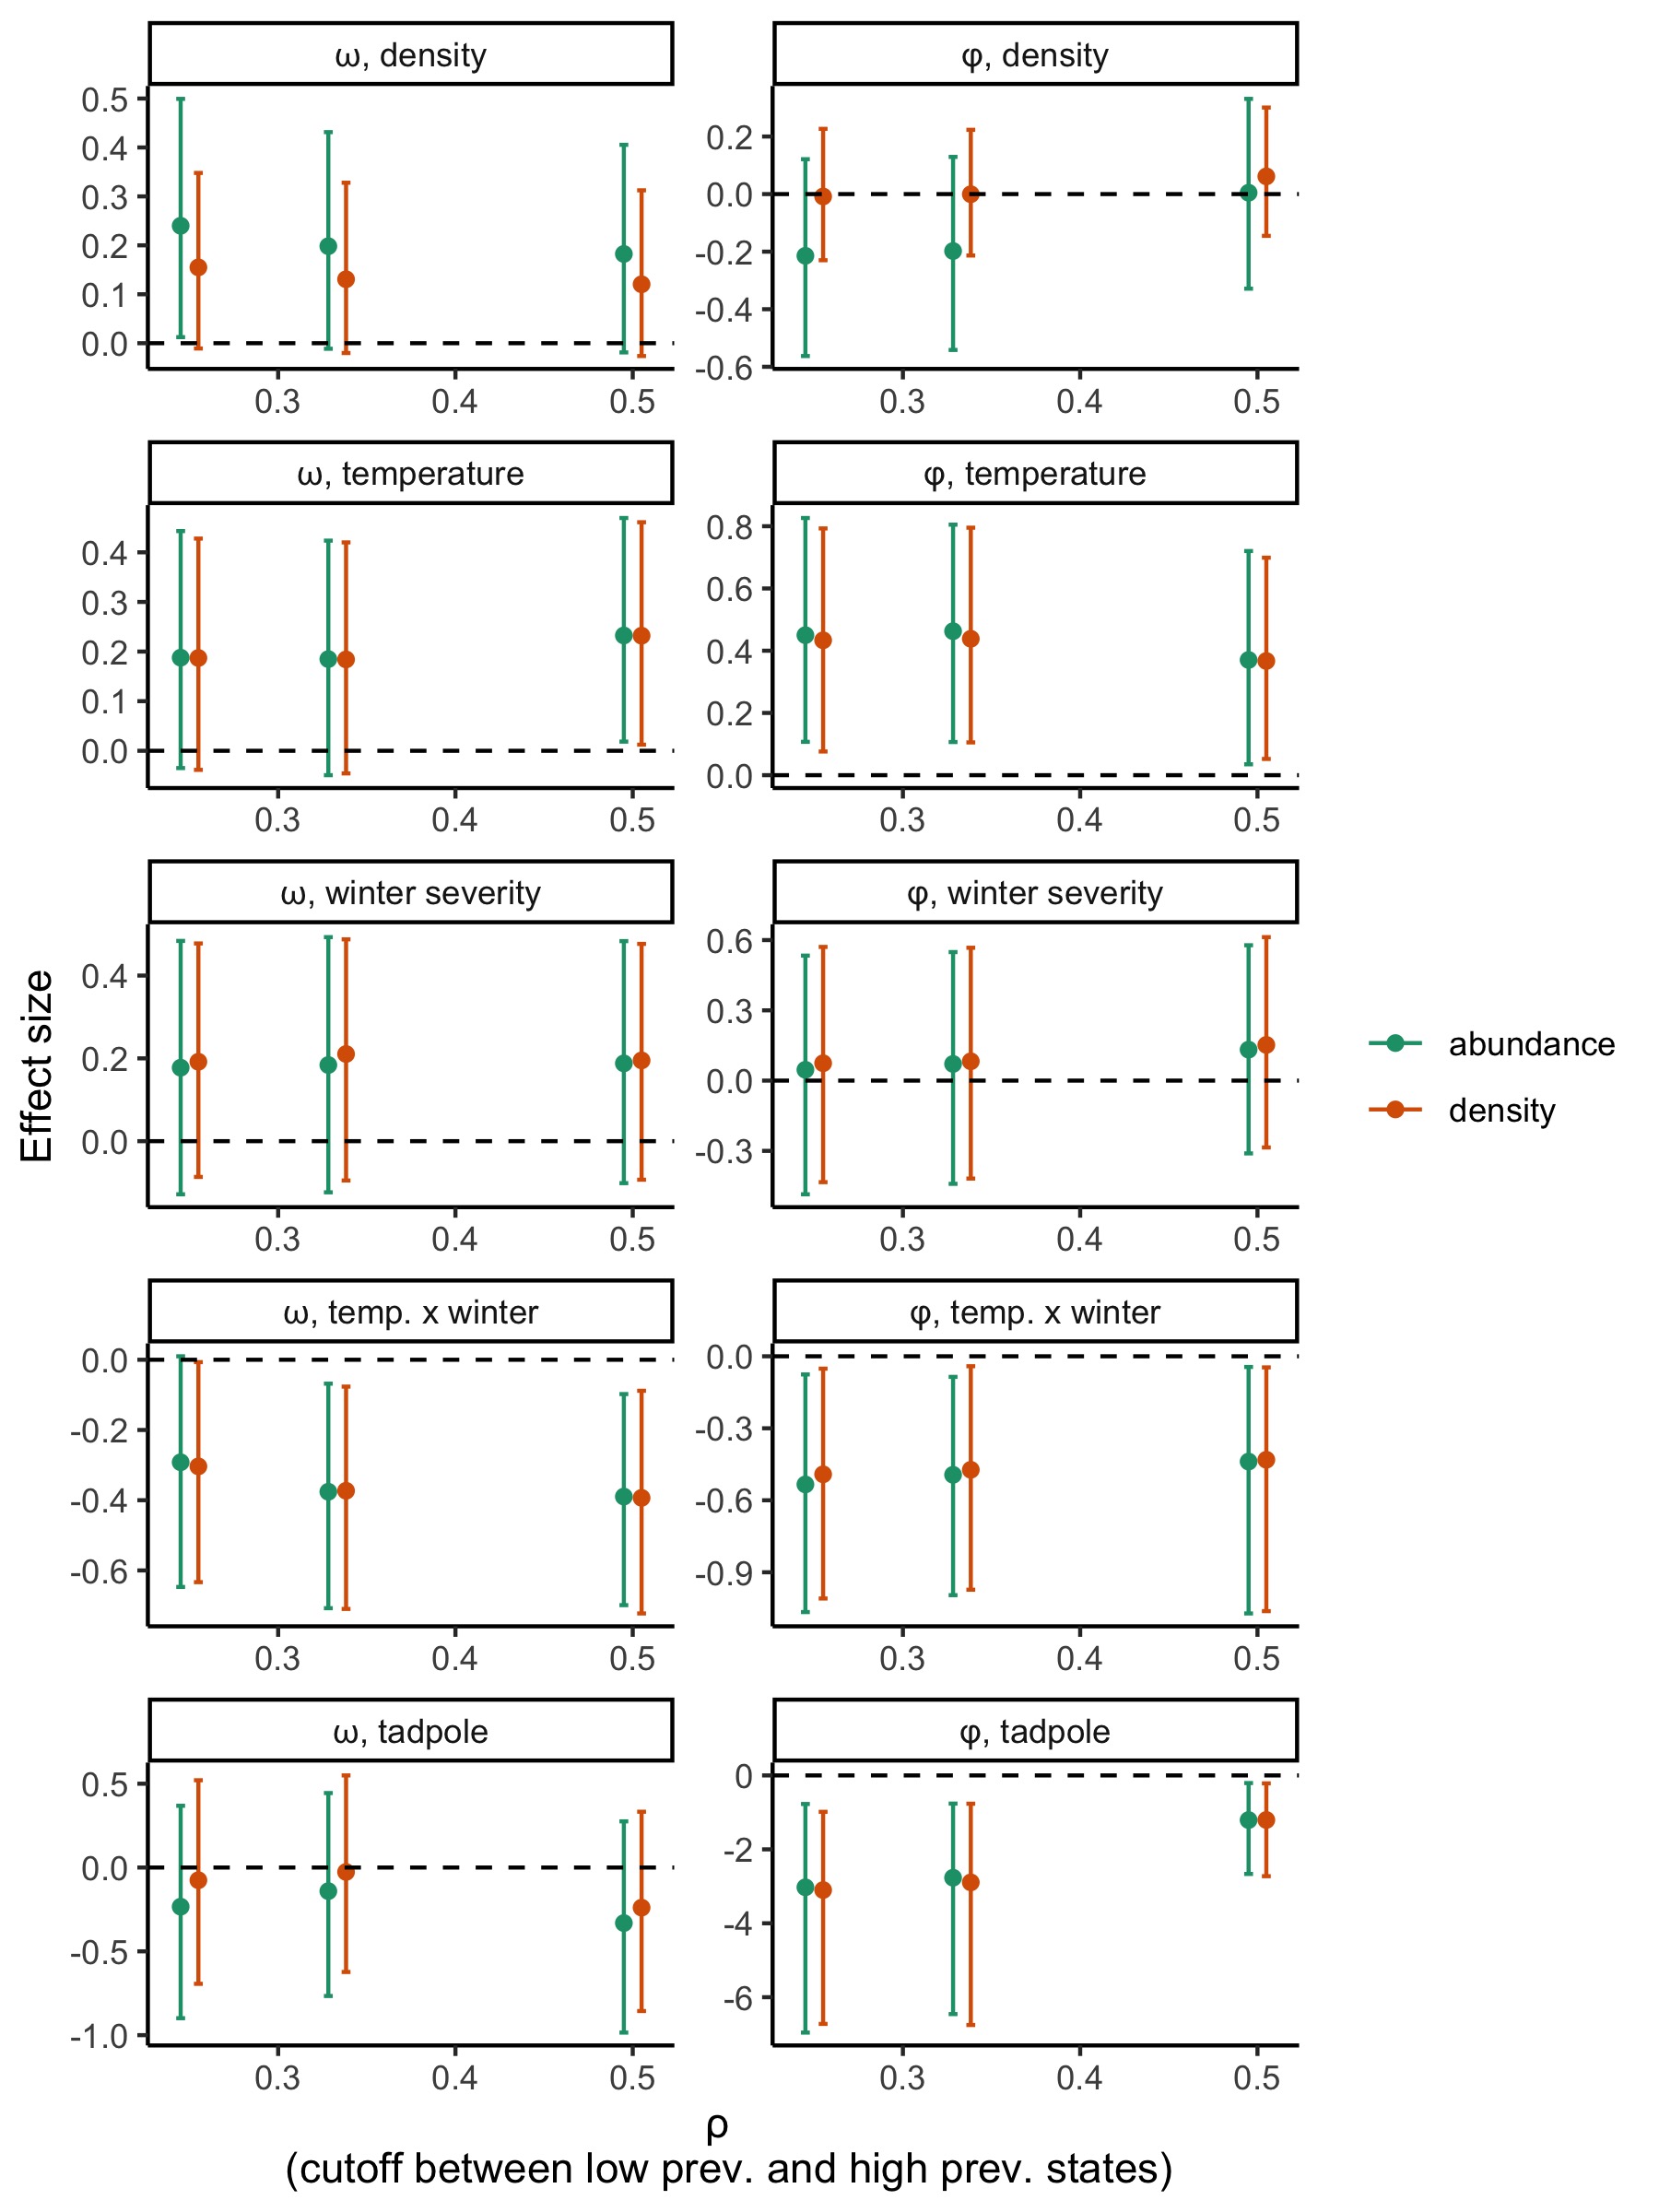 ω, density
φ, density
0.5
0.4
0.3
0.2
0.1
0.0
0.2
0.0
-0.2
-0.4
-0.6
0.3 0.4 0.5
0.3 0.4 0.5
ω, temperature
φ, temperature
0.4
0.3
0.2
0.1
0.0
0.8
0.6
0.4
0.2
0.0
0.3 0.4 0.5
0.3 0.4 0.5
ω, winter severity
φ, winter severity
0.4
0.2
0.0
0.6
0.3
0.0
-0.3
0.3 0.4 0.5
0.3 0.4 0.5
ω, temp. x winter
φ, temp. x winter
0.0
-0.2
-0.4
-0.6
0.0
-0.3
-0.6
-0.9
0.3 0.4 0.5
0.3 0.4 0.5
ω, tadpole
φ, tadpole
0.5
0.0
-0.5
-1.0
0
-2
-4
-6
0.3 0.4 0.5
0.3 0.4 0.5
Effect size
ρ
(cutoff between low prev. and high prev. states)
abundance
density